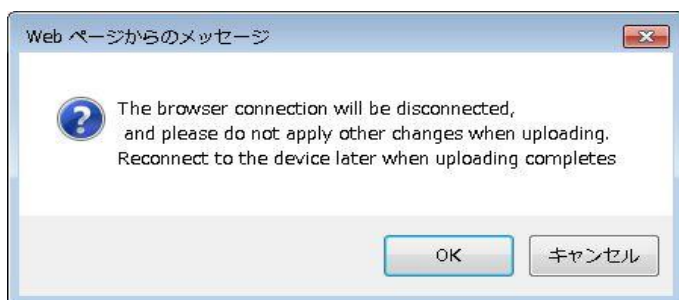 Web ページからのメッセージ
The browser connection will be disconnected,
and please do not apply other changes when uploading.
Reconnect to the device later when uploading completes
OK
キャンセル